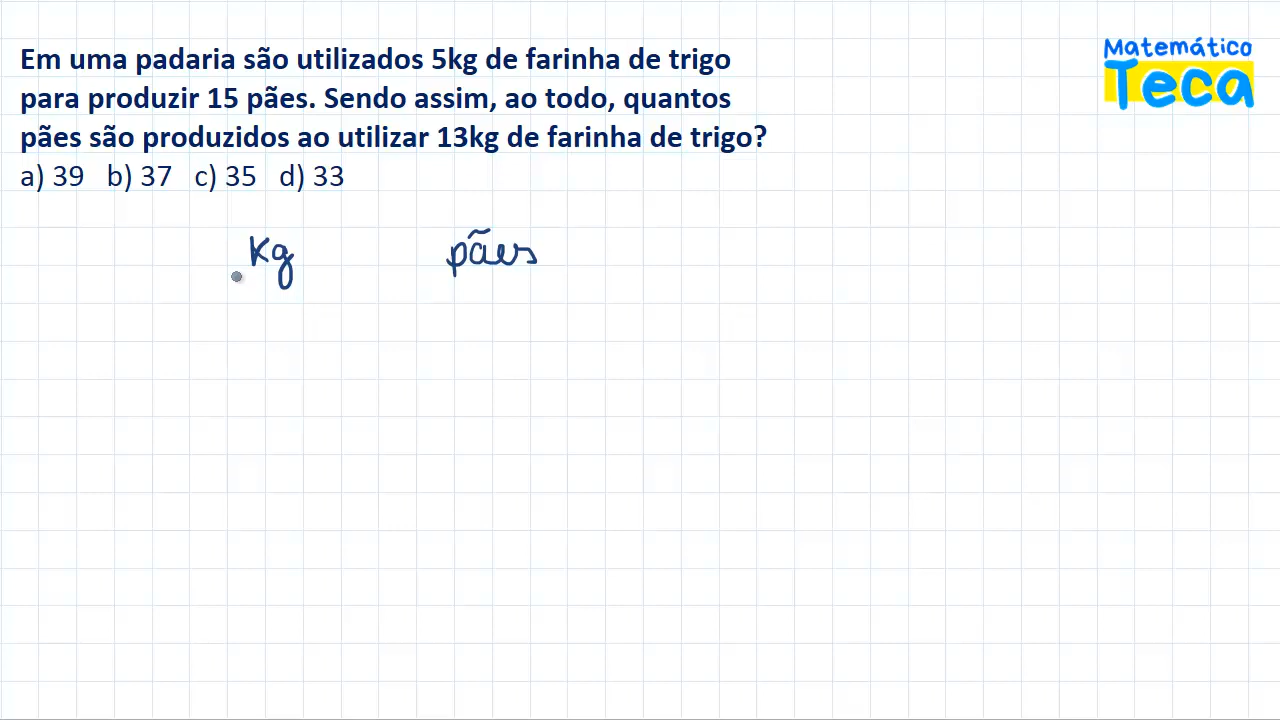 Em uma padaria são utilizados 5kg de farinha de trigo
para produzir 15 pães. Sendo assim, ao todo, quantos
pães são produzidos ao utilizar 13kg de farinha de trigo?
a) 39 b) 37 c) 35 d) 33
Matemático
Teca
kg pães